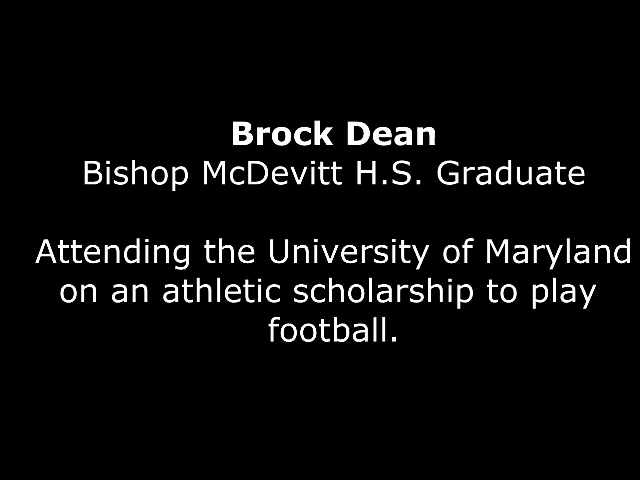 Brock Dean
Bishop McDevitt H.S. Graduate
Attending the University of Maryland
on an athletic scholarship to play
football.